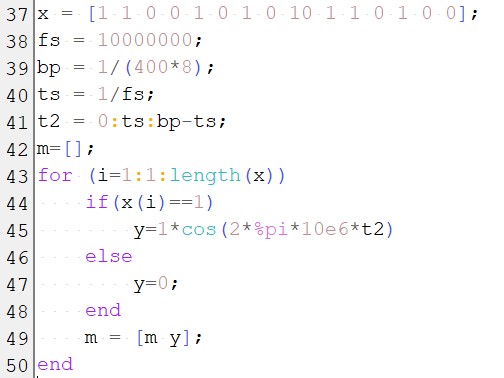 37 x = [1 1 0 0 1 0 1 0 10 1 1 0 1 0 0];
38 fs = 10000000;
39 bp = 1/(400*8);
40 ts = 1/fs;
41 t2 = 0:ts:bp-ts;
42 m=[];
43 for (i=1:1:length(x))
44     if(x(i)==1)
45         y=1*cos(2*%pi*10e6*t2)
46     else
47         y=0;
48     end
49     m = [m y];
50 end